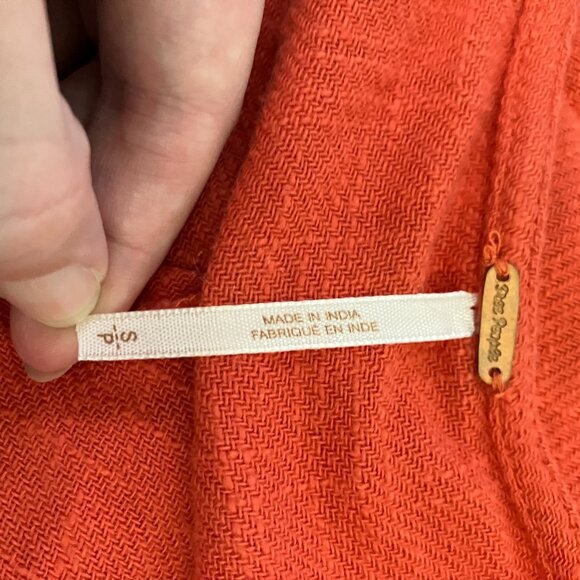 MADE IN INDIA
FABRIQUÉ EN INDE
S-P
Free People